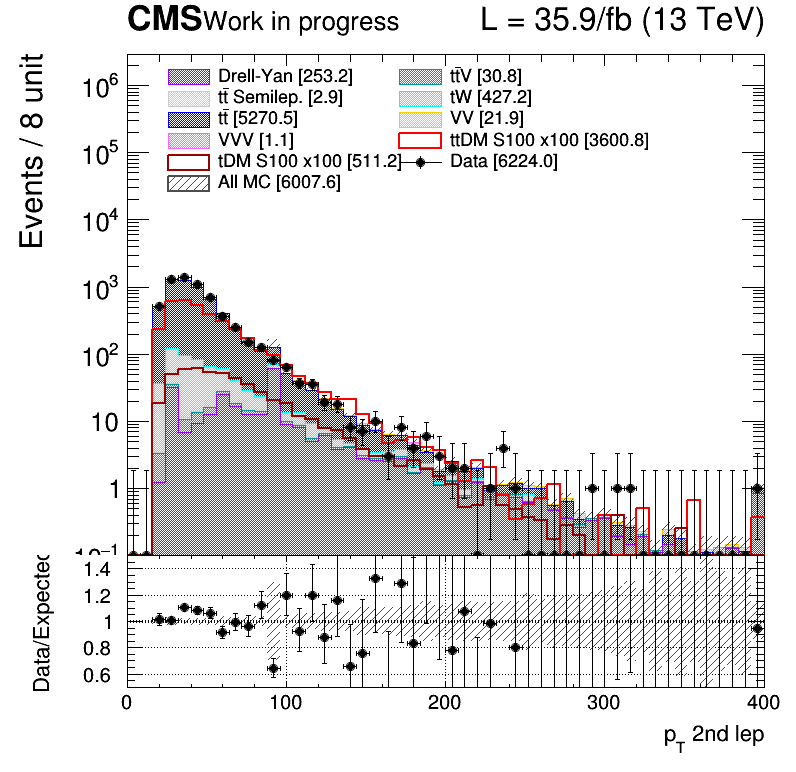 CMS Work in progress L = 35.9/fb (13 TeV)
Events / 8 unit
Drell-Yan [253.2] tt̄V [30.8]
tt̄ Semilep. [2.9] tW [427.2]
tt̄ [5270.5] VV [21.9]
VVV [1.1] ttDM S100 x100 [3600.8]
tDM S100 x100 [511.2] Data [6224.0]
All MC [6007.6]
10⁶
10⁵
10⁴
10³
10²
10
1
10⁻¹
Data/Expected
1.4
1.2
1
0.8
0.6
0 100 200 300 400
p_T 2nd lep